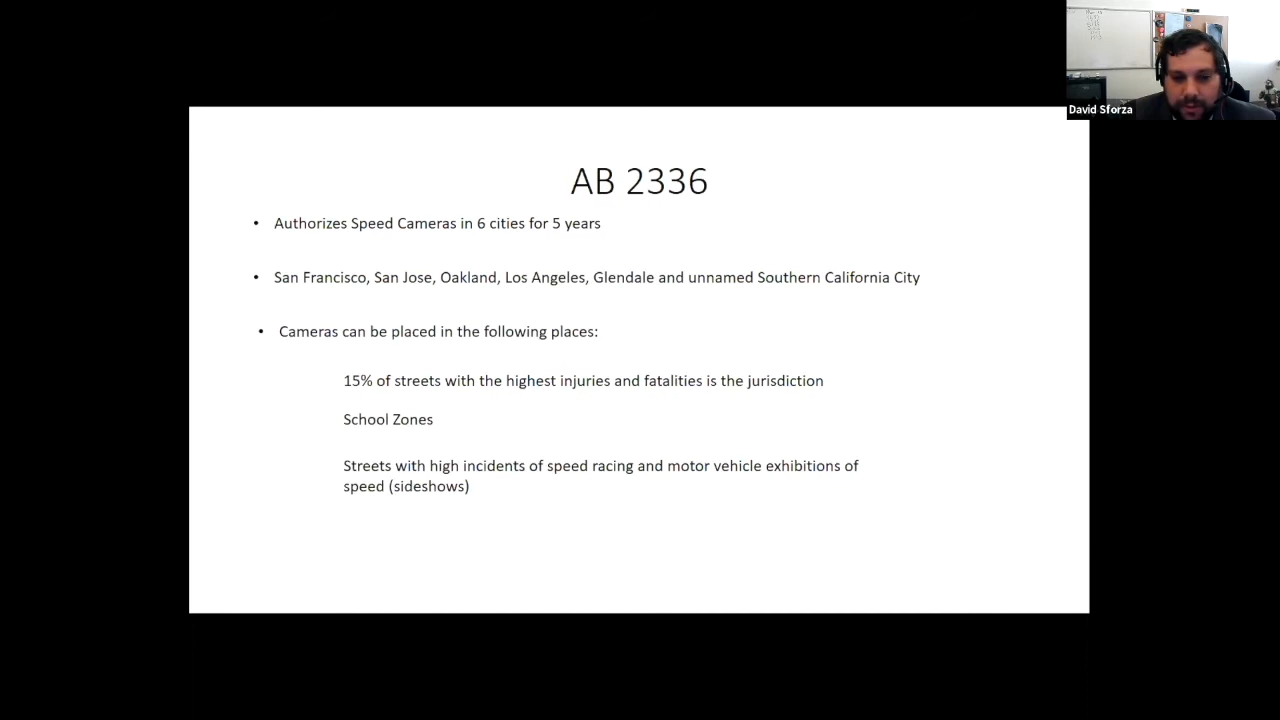 David Sforza
AB 2336
• Authorizes Speed Cameras in 6 cities for 5 years
• San Francisco, San Jose, Oakland, Los Angeles, Glendale and unnamed Southern California City
• Cameras can be placed in the following places:
15% of streets with the highest injuries and fatalities is the jurisdiction
School Zones
Streets with high incidents of speed racing and motor vehicle exhibitions of
speed (sideshows)